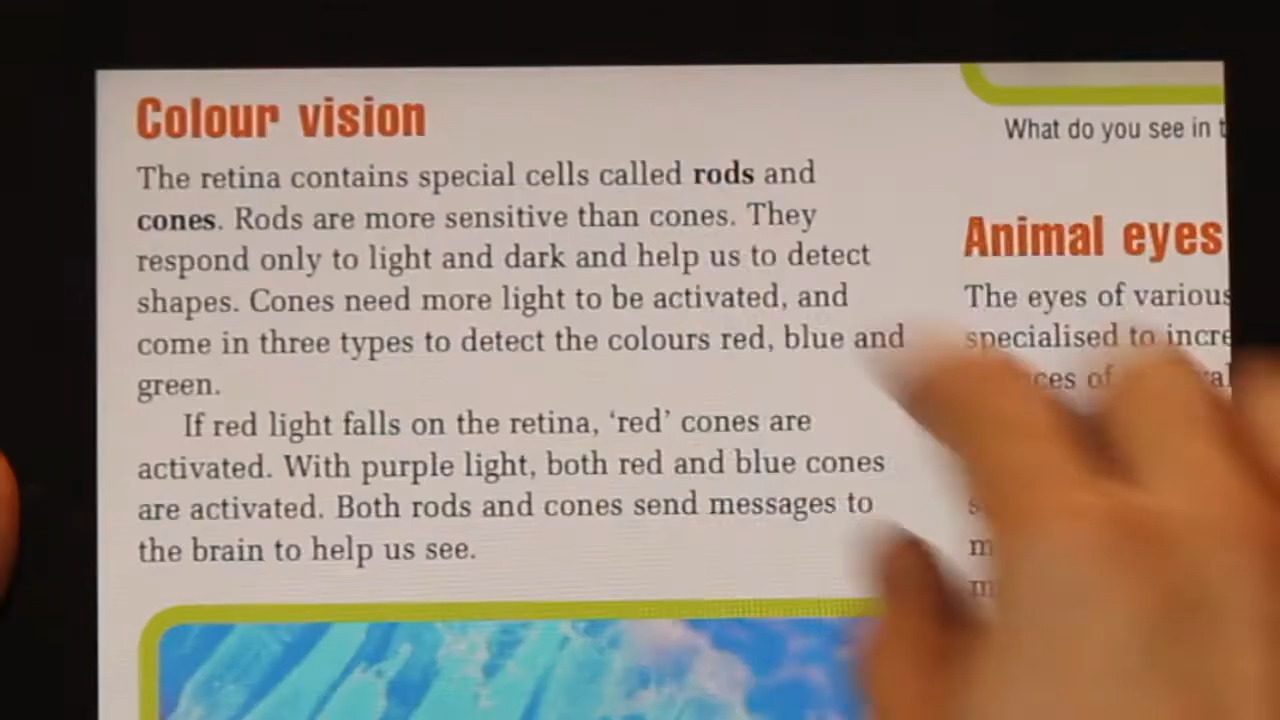 Colour vision
The retina contains special cells called rods and
cones. Rods are more sensitive than cones. They
respond only to light and dark and help us to detect
shapes. Cones need more light to be activated, and
come in three types to detect the colours red, blue and
green.
If red light falls on the retina, ‘red’ cones are
activated. With purple light, both red and blue cones
are activated. Both rods and cones send messages to
the brain to help us see.
What do you see in t
Animal eyes
The eyes of various
specialised to incre
of